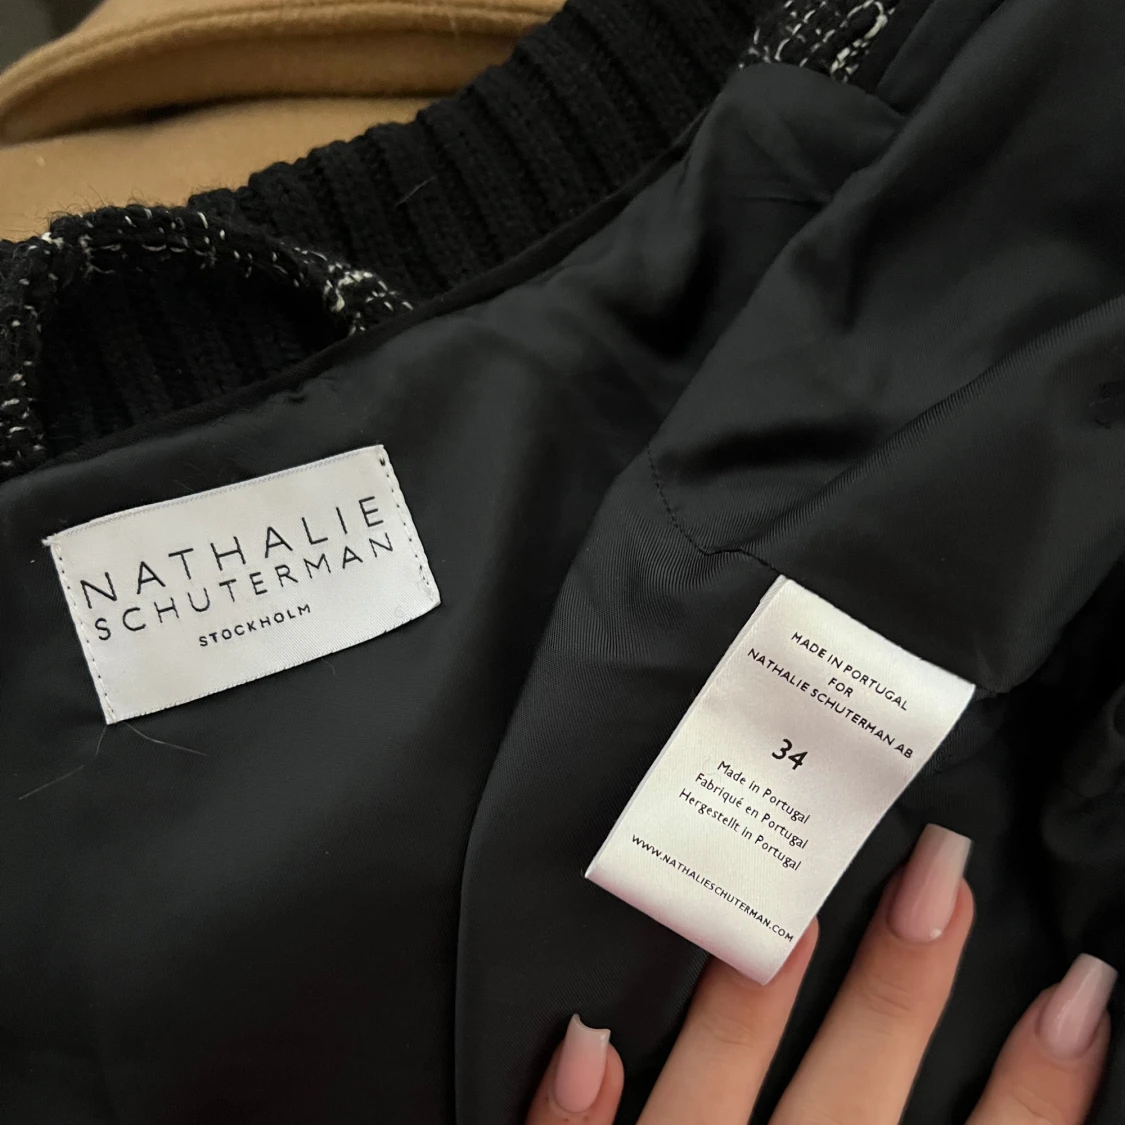 NATHALIE
SCHUTERMAN
STOCKHOLM
MADE IN PORTUGAL
FOR
NATHALIE SCHUTERMAN AB
34
Made in Portugal
Fabriqué en Portugal
Hergestellt in Portugal
WWW.NATHALIESCHUTERMAN.COM